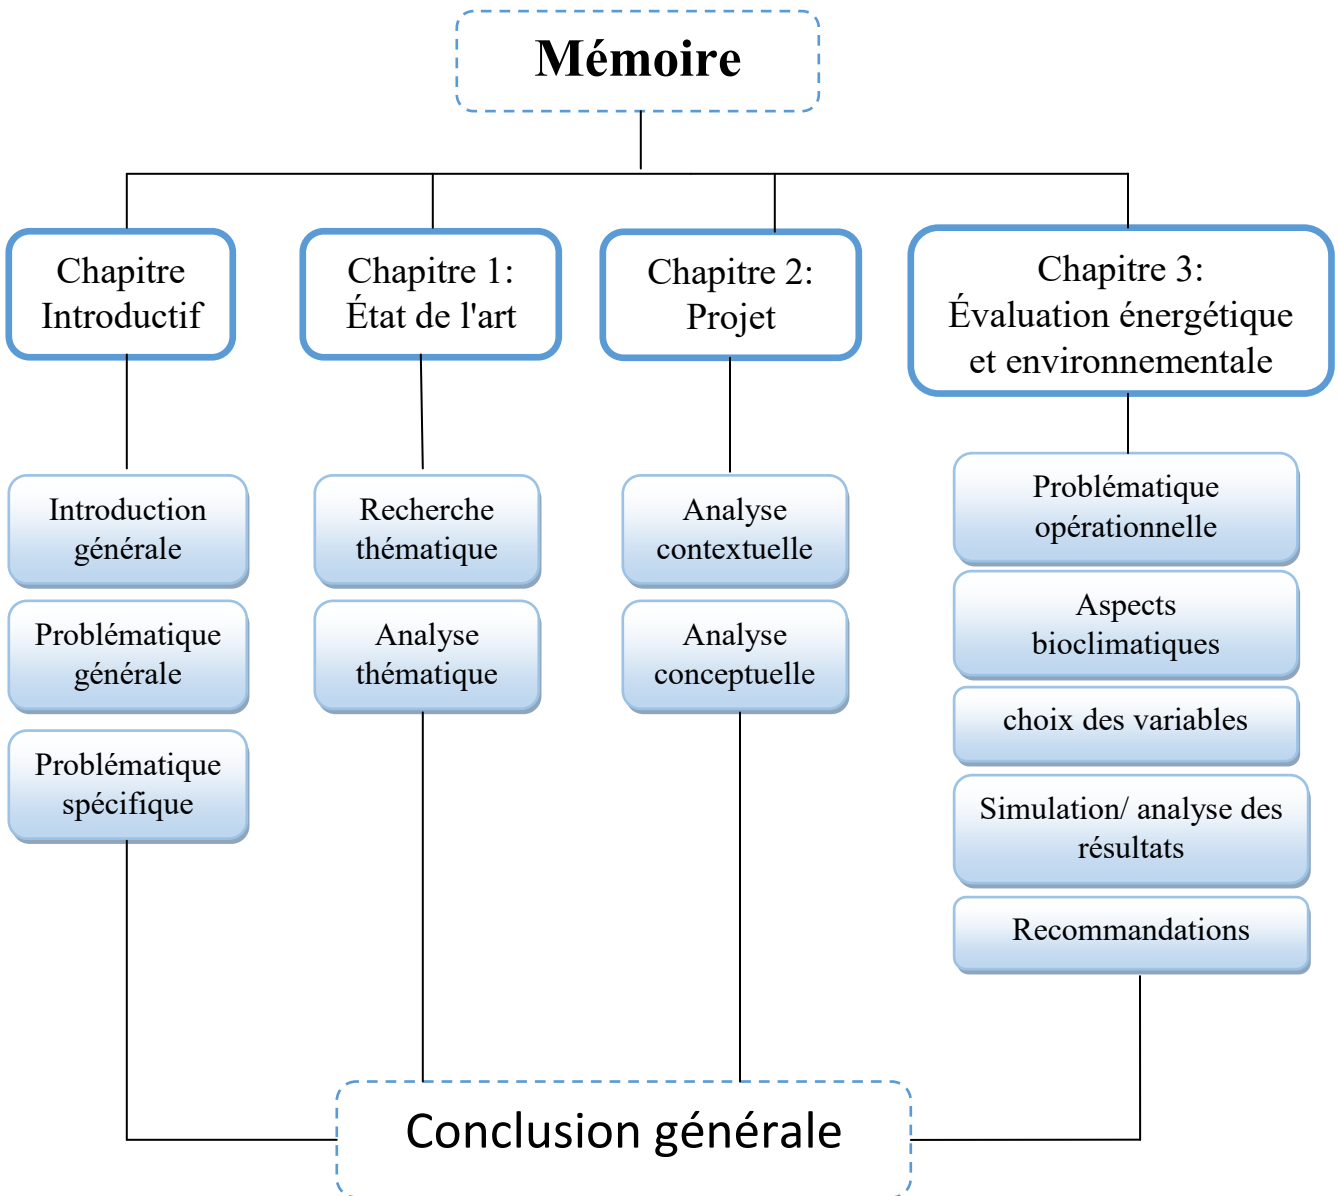 Mémoire
Chapitre
Introductif
Chapitre 1:
État de l'art
Chapitre 2:
Projet
Chapitre 3:
Évaluation énergétique
et environnementale
Introduction
générale
Problématique
générale
Problématique
spécifique
Recherche
thématique
Analyse
thématique
Analyse
contextuelle
Analyse
conceptuelle
Problématique
opérationnelle
Aspects
bioclimatiques
choix des variables
Simulation/ analyse des
résultats
Recommandations
Conclusion générale